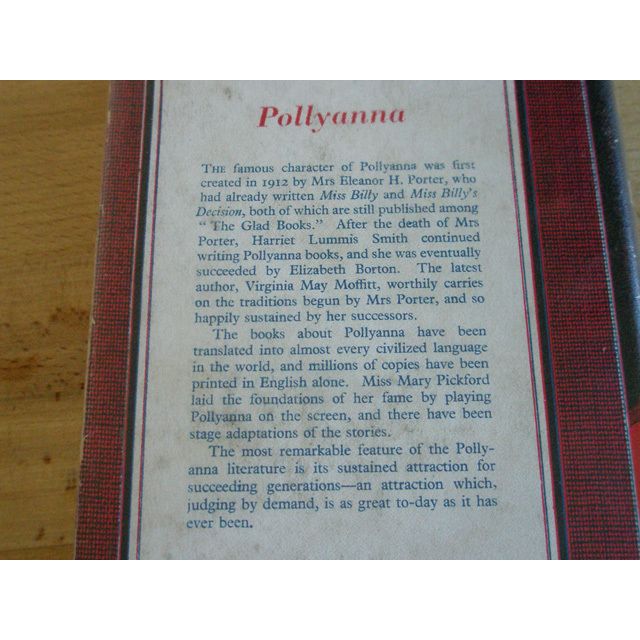 Pollyanna
THE famous character of Pollyanna was first
created in 1912 by Mrs Eleanor H. Porter, who
had already written Miss Billy and Miss Billy's
Decision, both of which are still published among
"The Glad Books." After the death of Mrs
Porter, Harriet Lummis Smith continued
writing Pollyanna books, and she was eventually
succeeded by Elizabeth Borton. The latest
author, Virginia May Moffitt, worthily carries
on the traditions begun by Mrs Porter, and so
happily sustained by her successors.
The books about Pollyanna have been
translated into almost every civilized language
in the world, and millions of copies have been
printed in English alone. Miss Mary Pickford
laid the foundations of her fame by playing
Pollyanna on the screen, and there have been
stage adaptations of the stories.
The most remarkable feature of the Polly-
anna literature is its sustained attraction for
succeeding generations—an attraction which,
judging by demand, is as great to-day as it has
ever been.